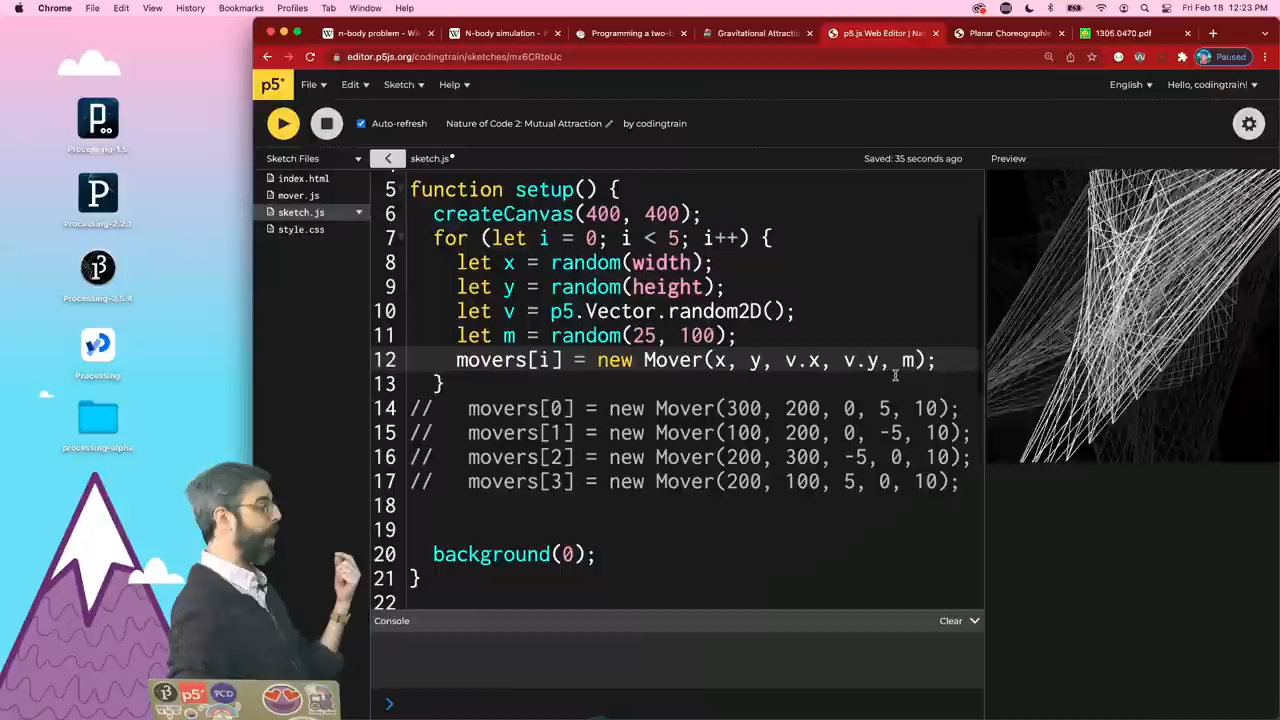 Chrome File Edit View History Bookmarks Profiles Tab Window Help Fri Feb 18 12:23 PM
n-body problem - Wiki N-body simulation - Programming a two-b Gravitational Attractio p5.js Web Editor | Na Planar Choreographie 1305.0470.pdf
editor.p5js.org/codingtrain/sketches/mx6CRtoUc Paused
p5* File Edit Sketch Help English Hello, codingtrain!
Auto-refresh Nature of Code 2: Mutual Attraction by codingtrain
Sketch Files sketch.js Saved: 35 seconds ago Preview
index.html
mover.js
sketch.js
style.css
5 function setup() {
6 createCanvas(400, 400);
7 for (let i = 0; i < 5; i++) {
8 let x = random(width);
9 let y = random(height);
10 let v = p5.Vector.random2D();
11 let m = random(25, 100);
12 movers[i] = new Mover(x, y, v.x, v.y, m);
13 }
14 // movers[0] = new Mover(300, 200, 0, 5, 10);
15 // movers[1] = new Mover(100, 200, 0, -5, 10);
16 // movers[2] = new Mover(200, 300, -5, 0, 10);
17 // movers[3] = new Mover(200, 100, 5, 0, 10);
18
19
20 background(0);
21 }
22
Console Clear
>
Processing-1.5
Processing-2.2.1
Processing-3.5.4
Processing
processing-alpha
p5* PCD